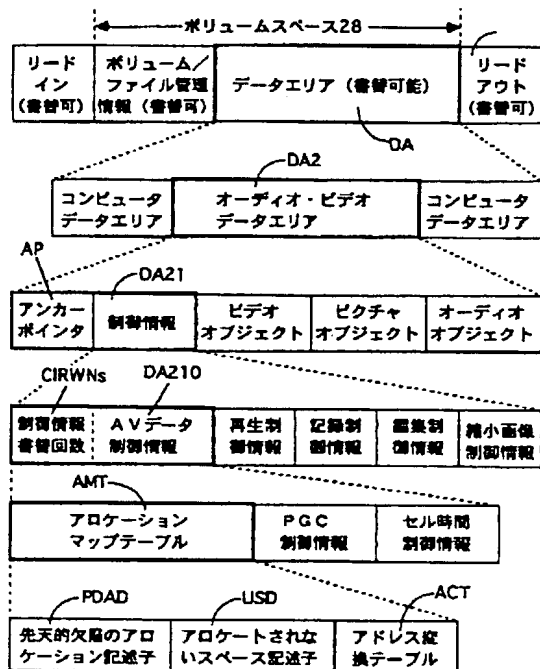 ボリュームスペース28
リード
イン
(書替可)
ボリューム/
ファイル管理
情報(書替可)
データエリア(書替可能)
リード
アウト
(書替可)
DA
DA2
コンピュータ
データエリア
オーディオ・ビデオ
データエリア
コンピュータ
データエリア
AP
DA21
アンカー
ポインタ
制御情報
ビデオ
オブジェクト
ピクチャ
オブジェクト
オーディオ
オブジェクト
CIRWNs
DA210
制御情報
書替回数
AVデータ
制御情報
再生制
御情報
記録制
御情報
編集制
御情報
縮小画像
制御情報
AMT
アロケーション
マップテーブル
PGC
制御情報
セル時間
制御情報
PDAD
USD
ACT
先天的欠陥のアロ
ケーション記述子
アロケートされな
いスペース記述子
アドレス変
換テーブル